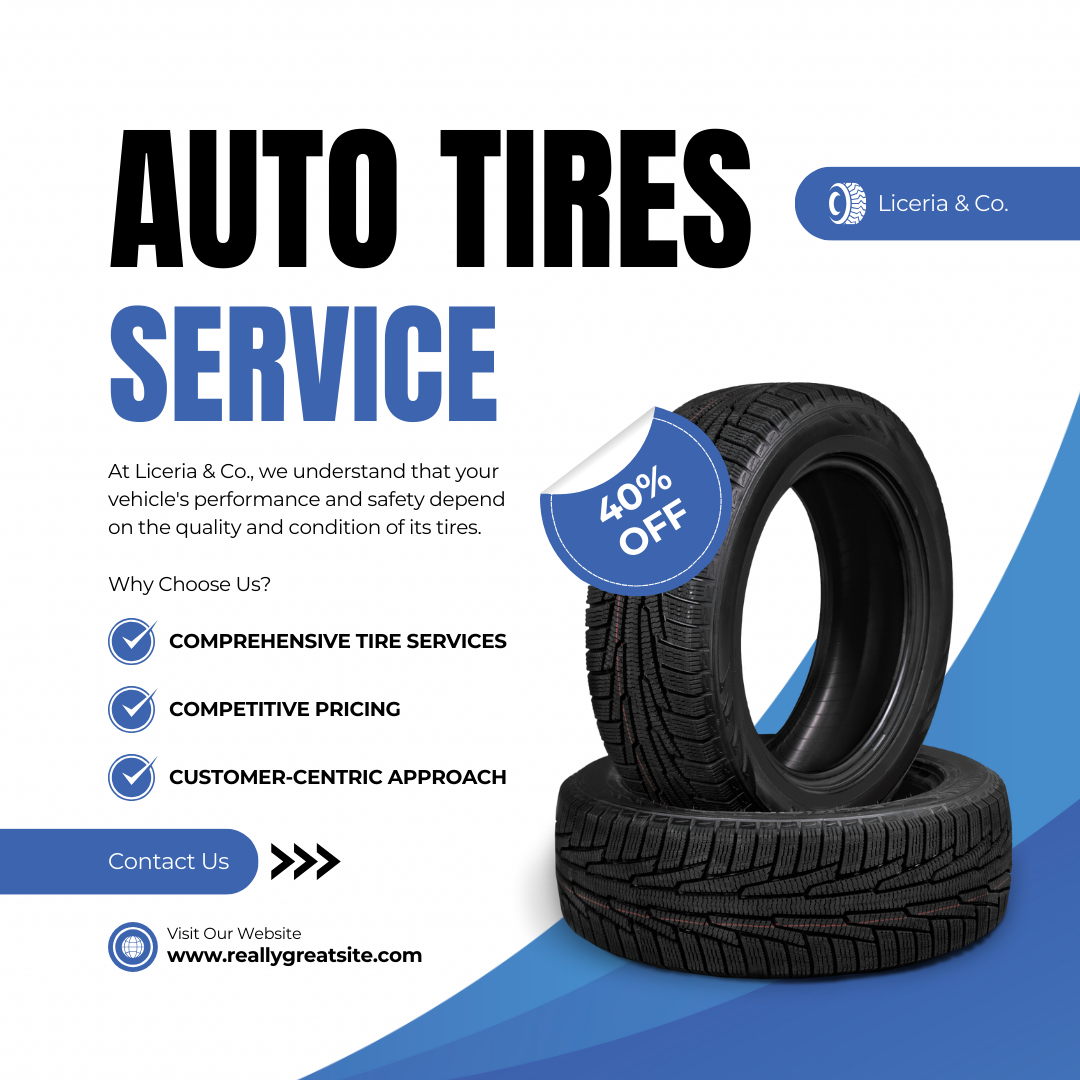 AUTO TIRES
Liceria & Co.
SERVICE
At Liceria & Co., we understand that your
vehicle's performance and safety depend
on the quality and condition of its tires.
40%
OFF
Why Choose Us?
COMPREHENSIVE TIRE SERVICES
COMPETITIVE PRICING
CUSTOMER-CENTRIC APPROACH
Contact Us
Visit Our Website
www.reallygreatsite.com